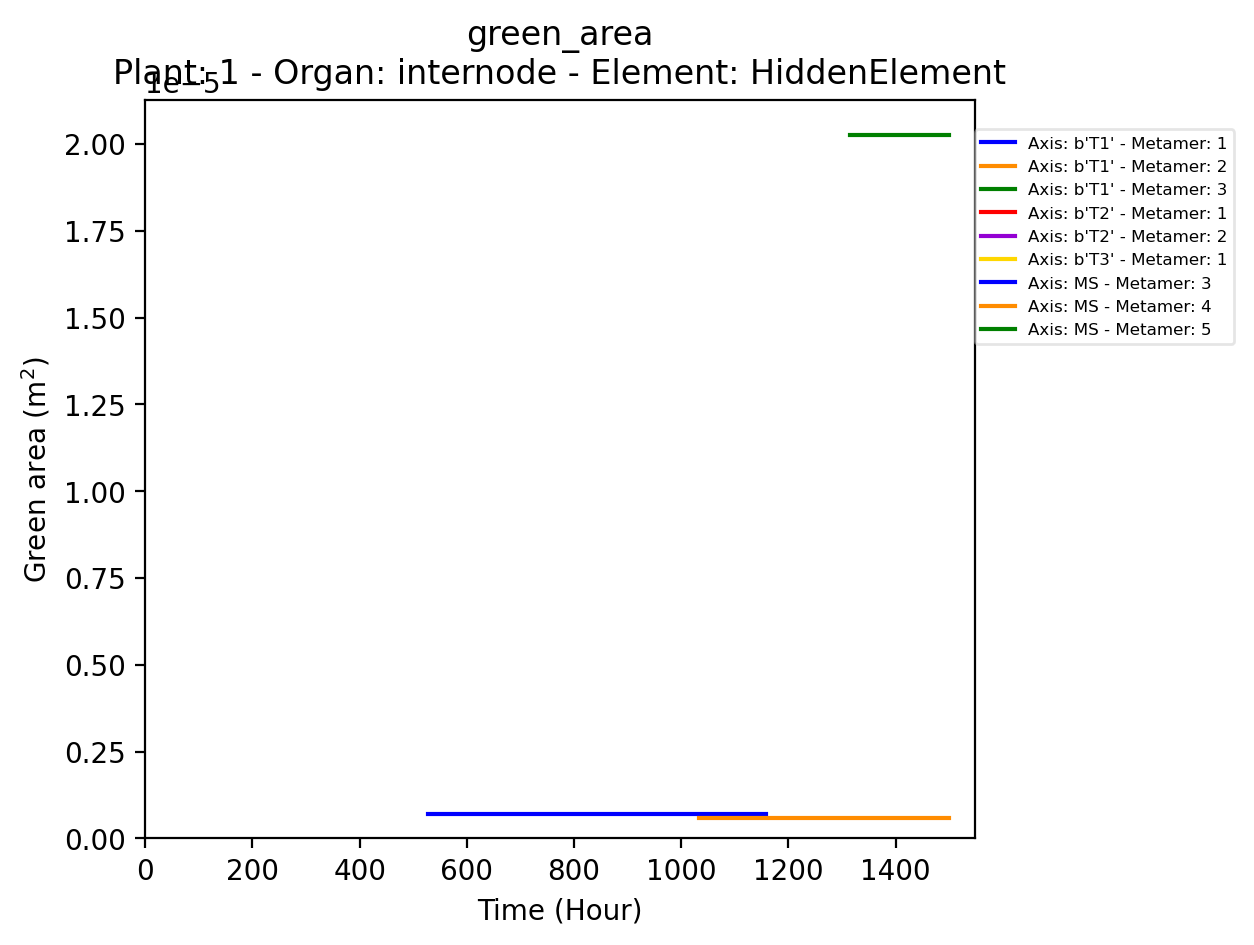 green_area
Plant: 1 - Organ: internode - Element: HiddenElement
1e−5
2.00
1.75
1.50
1.25
1.00
0.75
0.50
0.25
0.00
Green area (m²)
0 200 400 600 800 1000 1200 1400
Time (Hour)
Axis: b'T1' - Metamer: 1
Axis: b'T1' - Metamer: 2
Axis: b'T1' - Metamer: 3
Axis: b'T2' - Metamer: 1
Axis: b'T2' - Metamer: 2
Axis: b'T3' - Metamer: 1
Axis: MS - Metamer: 3
Axis: MS - Metamer: 4
Axis: MS - Metamer: 5